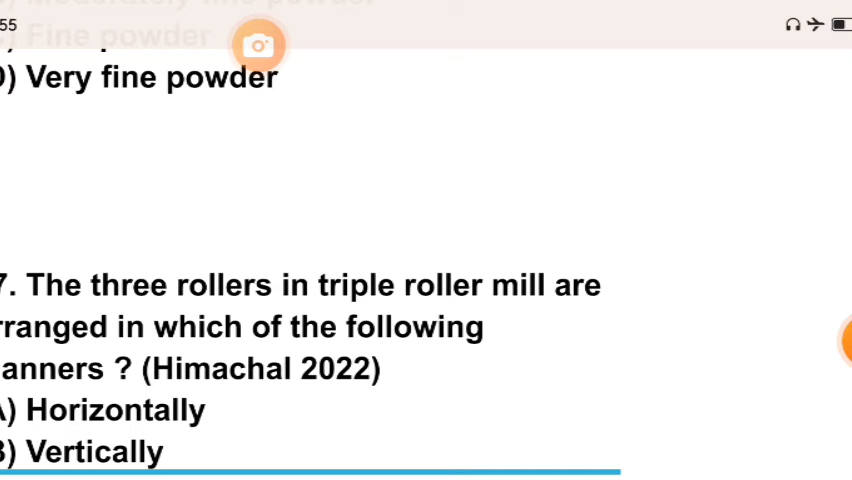 55
Fine powder
D) Very fine powder
7. The three rollers in triple roller mill are
rranged in which of the following
anners ? (Himachal 2022)
A) Horizontally
B) Vertically